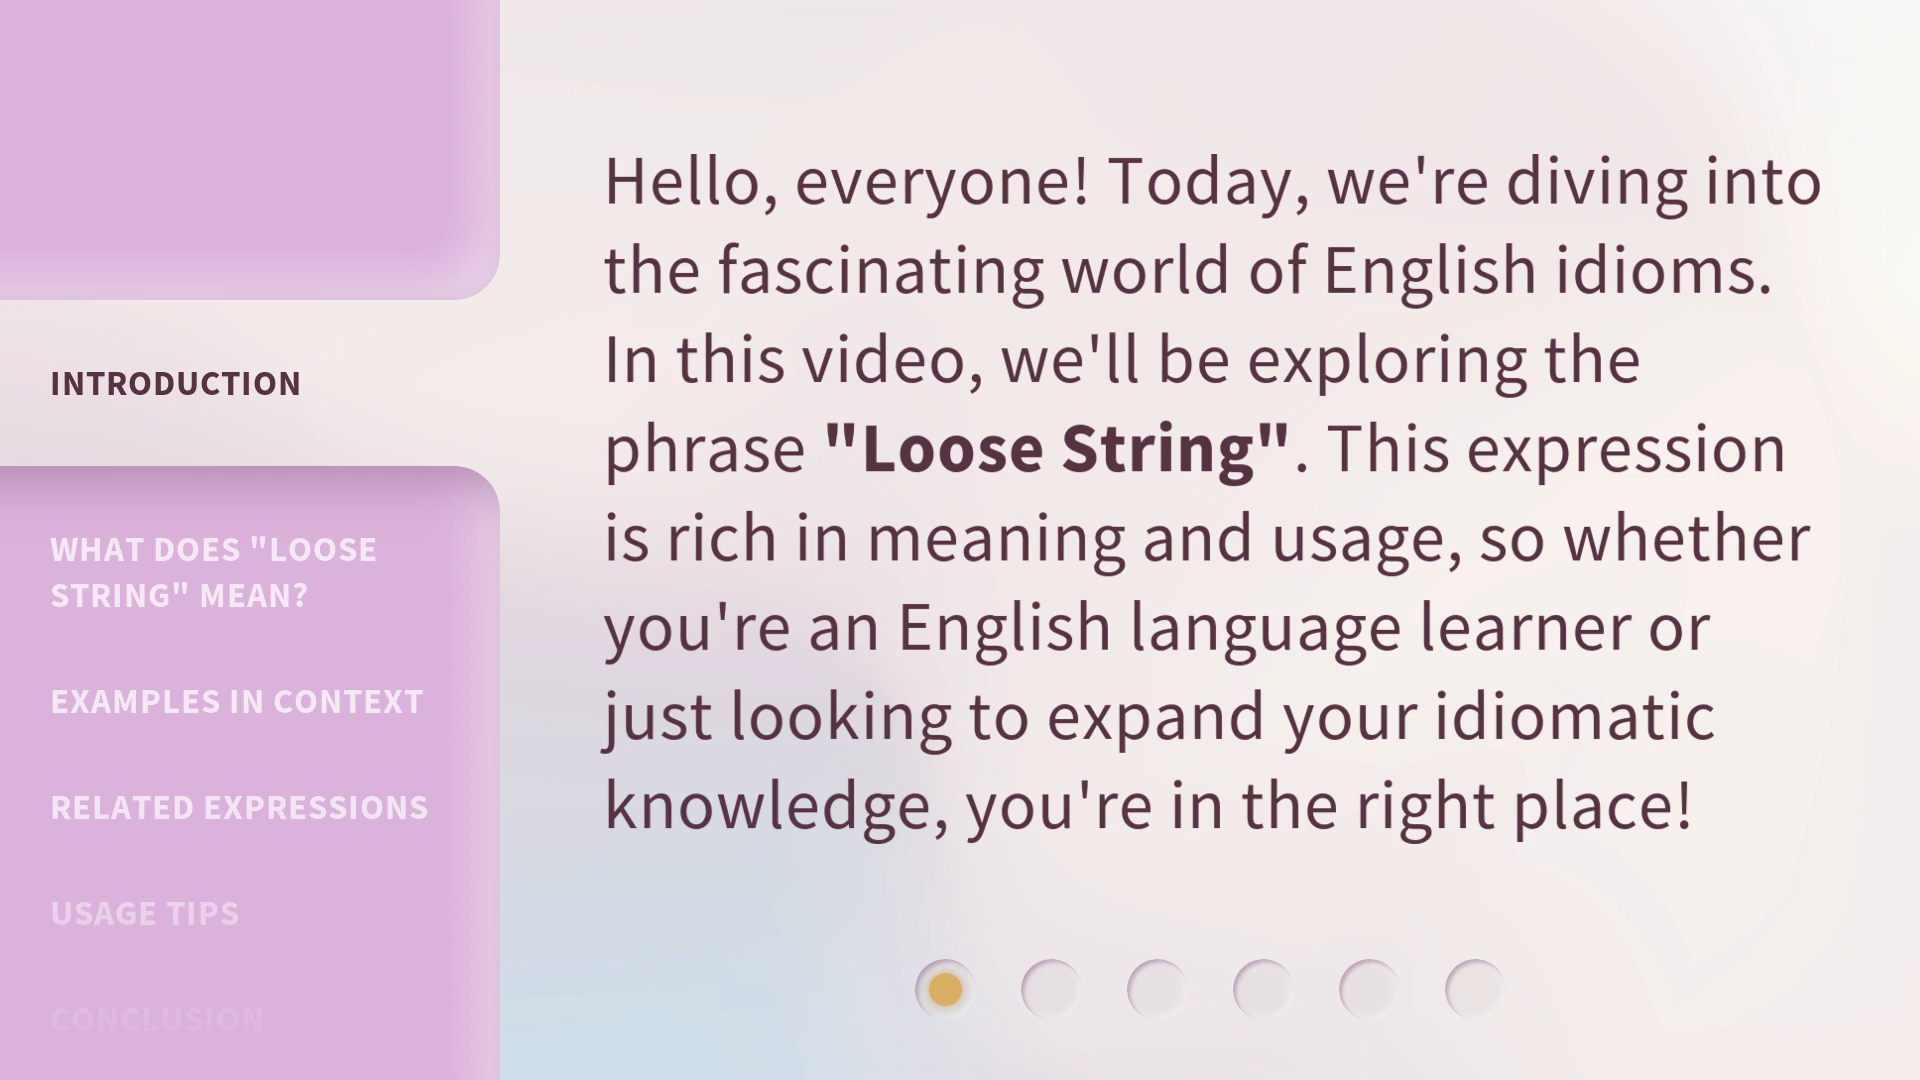 INTRODUCTION
WHAT DOES "LOOSE
STRING" MEAN?
EXAMPLES IN CONTEXT
RELATED EXPRESSIONS
USAGE TIPS
CONCLUSION
Hello, everyone! Today, we're diving into
the fascinating world of English idioms.
In this video, we'll be exploring the
phrase "Loose String". This expression
is rich in meaning and usage, so whether
you're an English language learner or
just looking to expand your idiomatic
knowledge, you're in the right place!